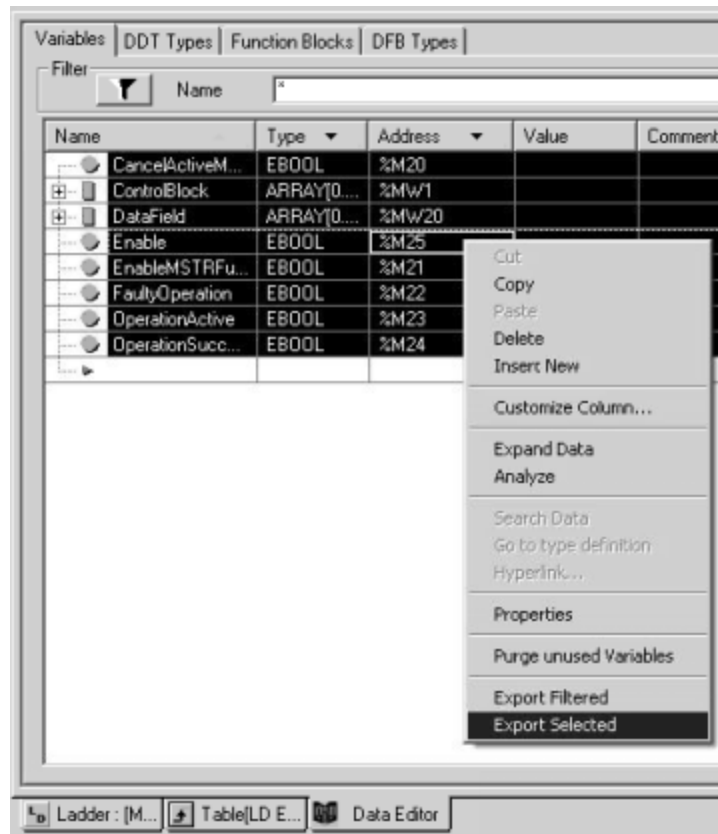 Variables DDT Types Function Blocks DFB Types
Filter
Name *
Name Type Address Value Comment
CancelActiveM... EBOOL %M20
ControlBlock ARRAY[0.... %MW1
DataField ARRAY[0.... %MW20
Enable EBOOL %M25
EnableMSTRFu... EBOOL %M21
FaultyOperation EBOOL %M22
OperationActive EBOOL %M23
OperationSucc... EBOOL %M24
Cut
Copy
Paste
Delete
Insert New
Customize Column...
Expand Data
Analyze
Search Data
Go to type definition
Hyperlink...
Properties
Purge unused Variables
Export Filtered
Export Selected
Ladder : [M... Table[LD E... Data Editor